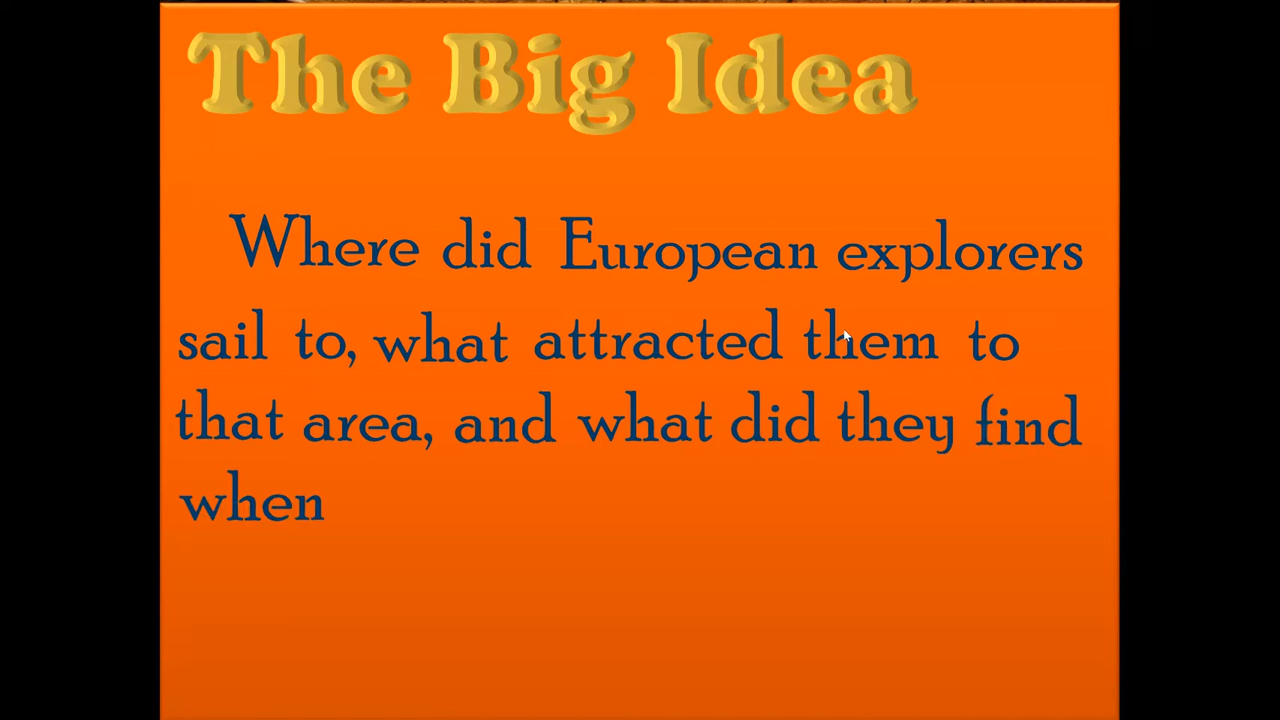 The Big Idea
Where did European explorers
sail to, what attracted them to
that area, and what did they find
when